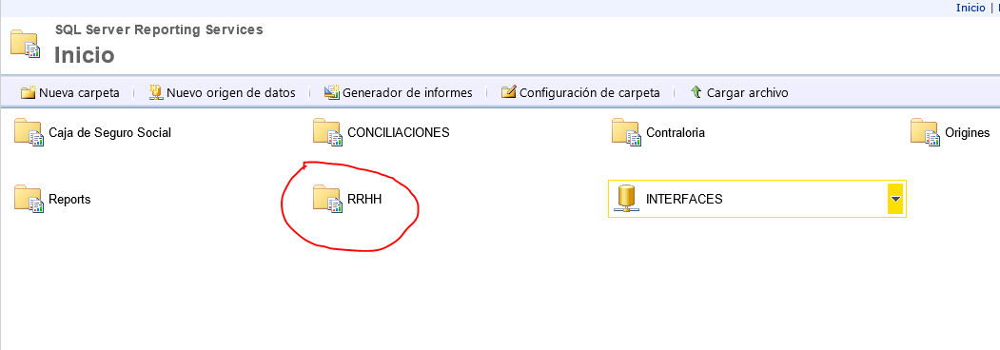 Inicio |
SQL Server Reporting Services
Inicio
Nueva carpeta Nuevo origen de datos Generador de informes Configuración de carpeta Cargar archivo
Caja de Seguro Social CONCILIACIONES Contraloria Origines
Reports RRHH INTERFACES